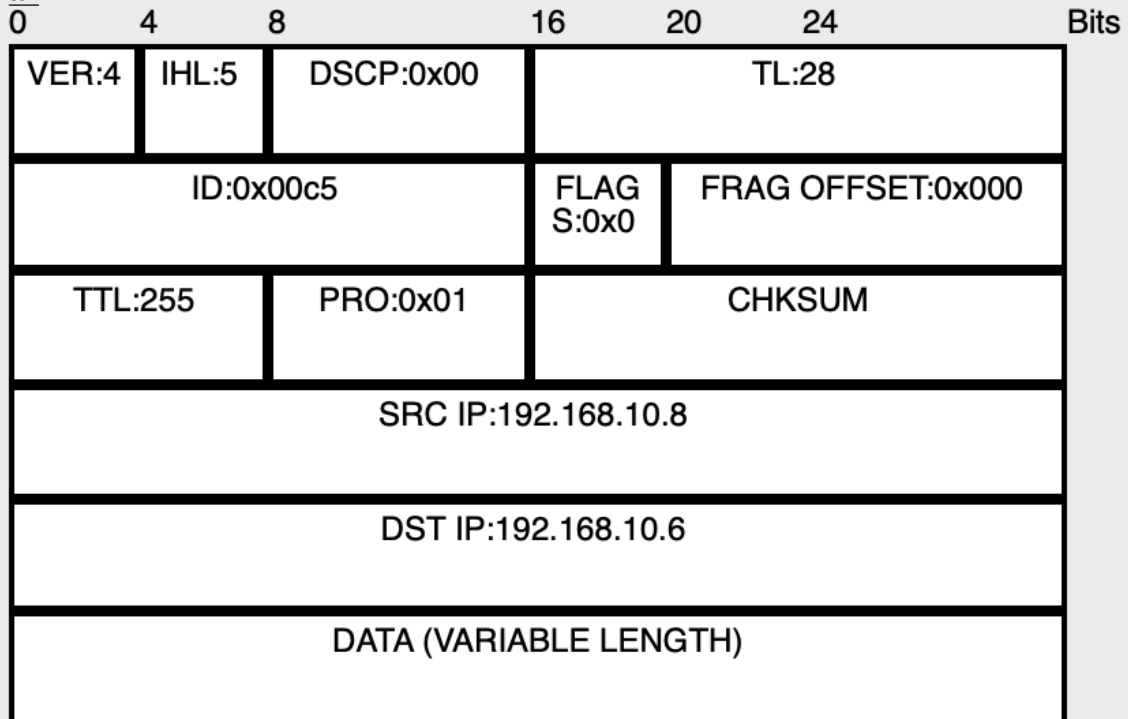 0 4 8 16 20 24 Bits
VER:4 IHL:5 DSCP:0x00 TL:28
ID:0x00c5 FLAG FRAG OFFSET:0x000
S:0x0
TTL:255 PRO:0x01 CHKSUM
SRC IP:192.168.10.8
DST IP:192.168.10.6
DATA (VARIABLE LENGTH)